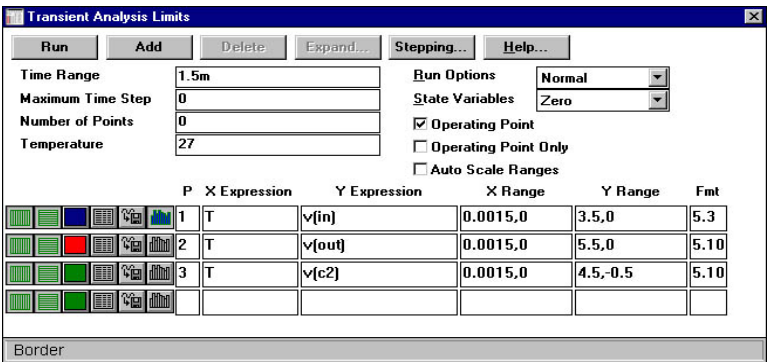 Transient Analysis Limits
Run Add Delete Expand... Stepping... Help...
Time Range 1.5m Run Options Normal
Maximum Time Step 0 State Variables Zero
Number of Points 0 Operating Point
Temperature 27 Operating Point Only
Auto Scale Ranges
P X Expression Y Expression X Range Y Range Fmt
1 T v(in) 0.0015,0 3.5,0 5.3
2 T v(out) 0.0015,0 5.5,0 5.10
3 T v(c2) 0.0015,0 4.5,-0.5 5.10
Border